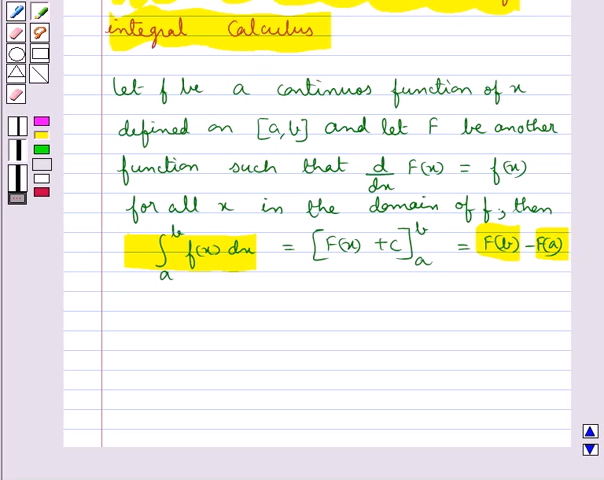 integral Calculus
Let f be a continuos function of x
defined on [a,b] and let F be another
function such that d/dx F(x) = f(x)
for all x in the domain of f, then
∫_a^b f(x) dx = [F(x) + C]_a^b = F(b) - F(a)